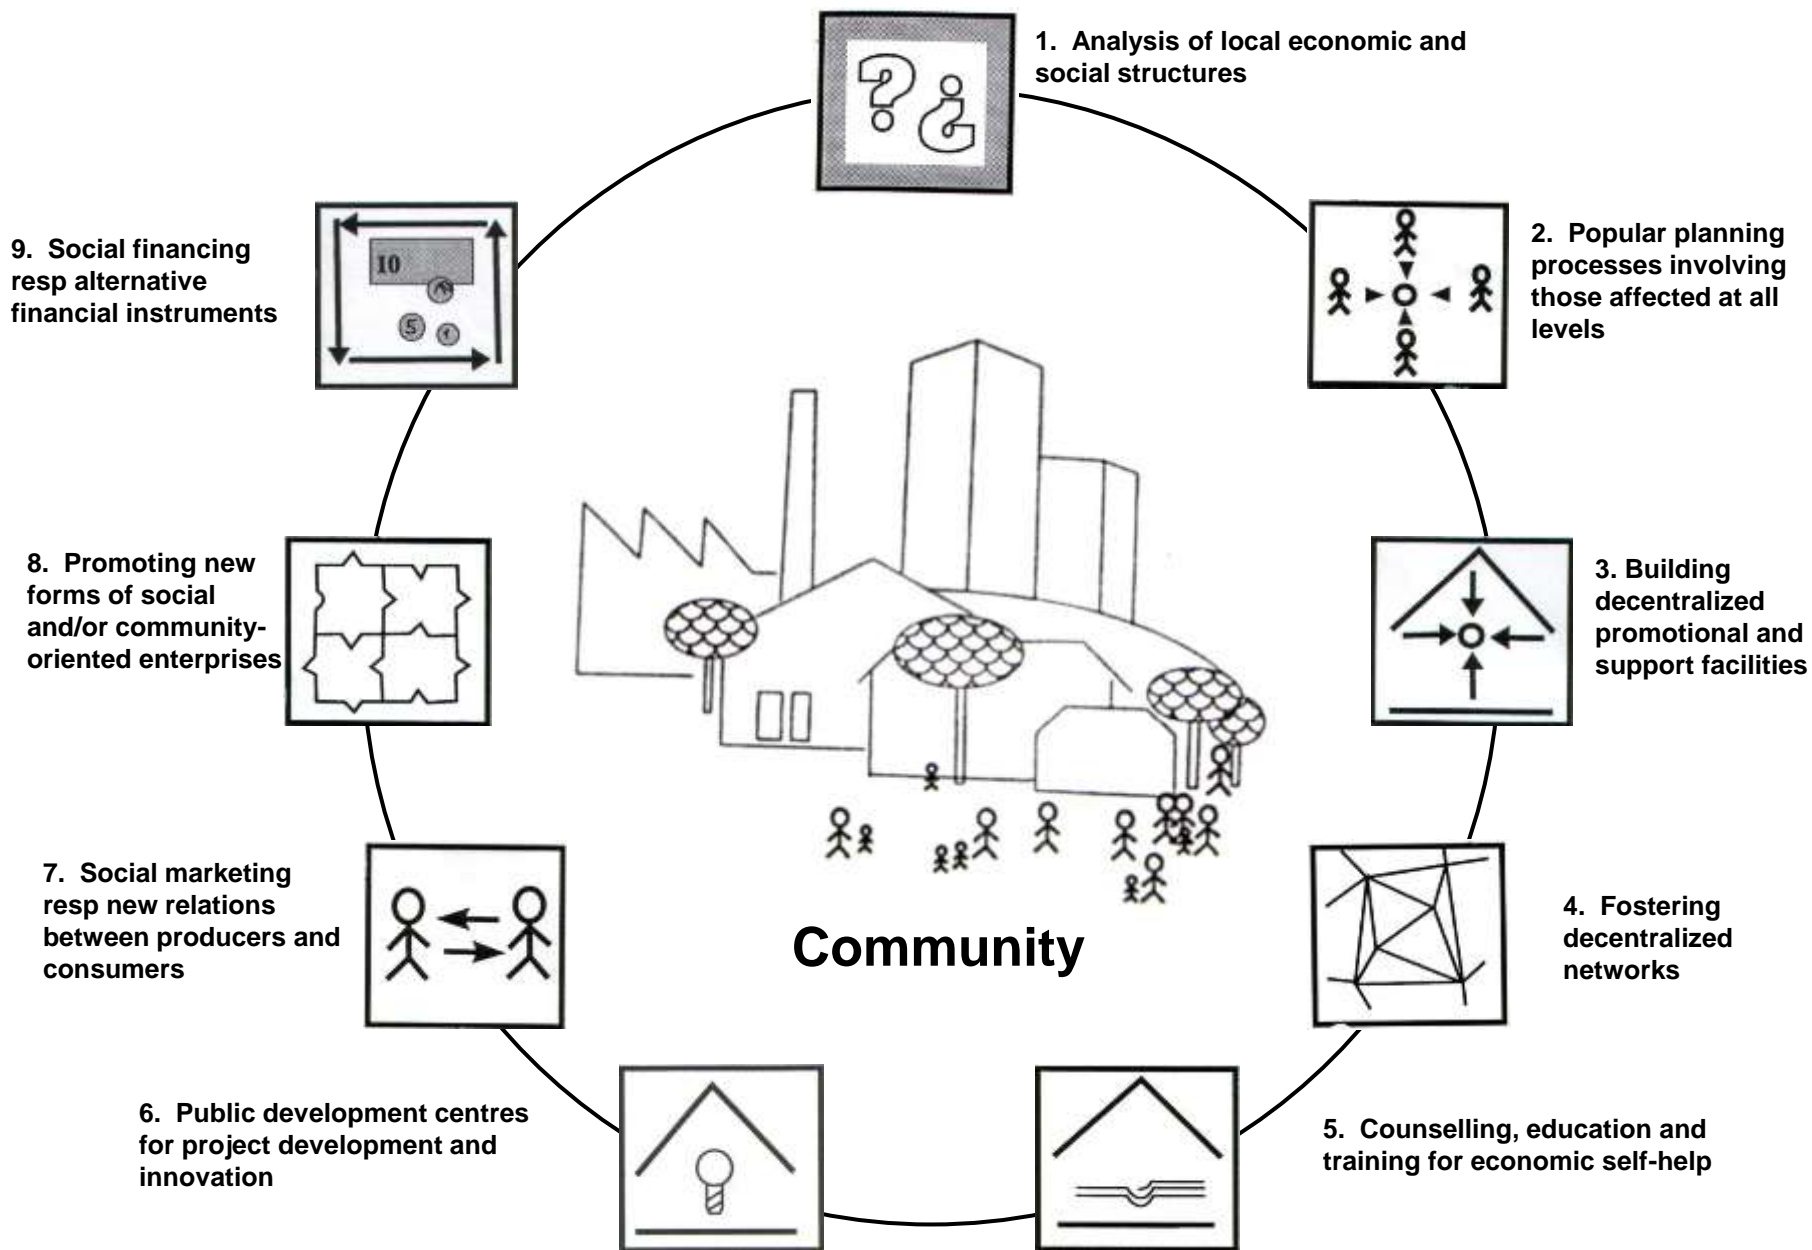 1. Analysis of local economic and
social structures
2. Popular planning
processes involving
those affected at all
levels
3. Building
decentralized
promotional and
support facilities
4. Fostering
decentralized
networks
5. Counselling, education and
training for economic self-help
6. Public development centres
for project development and
innovation
7. Social marketing
resp new relations
between producers and
consumers
8. Promoting new
forms of social
and/or community-
oriented enterprises
9. Social financing
resp alternative
financial instruments
? ¿
10
5
1
Community